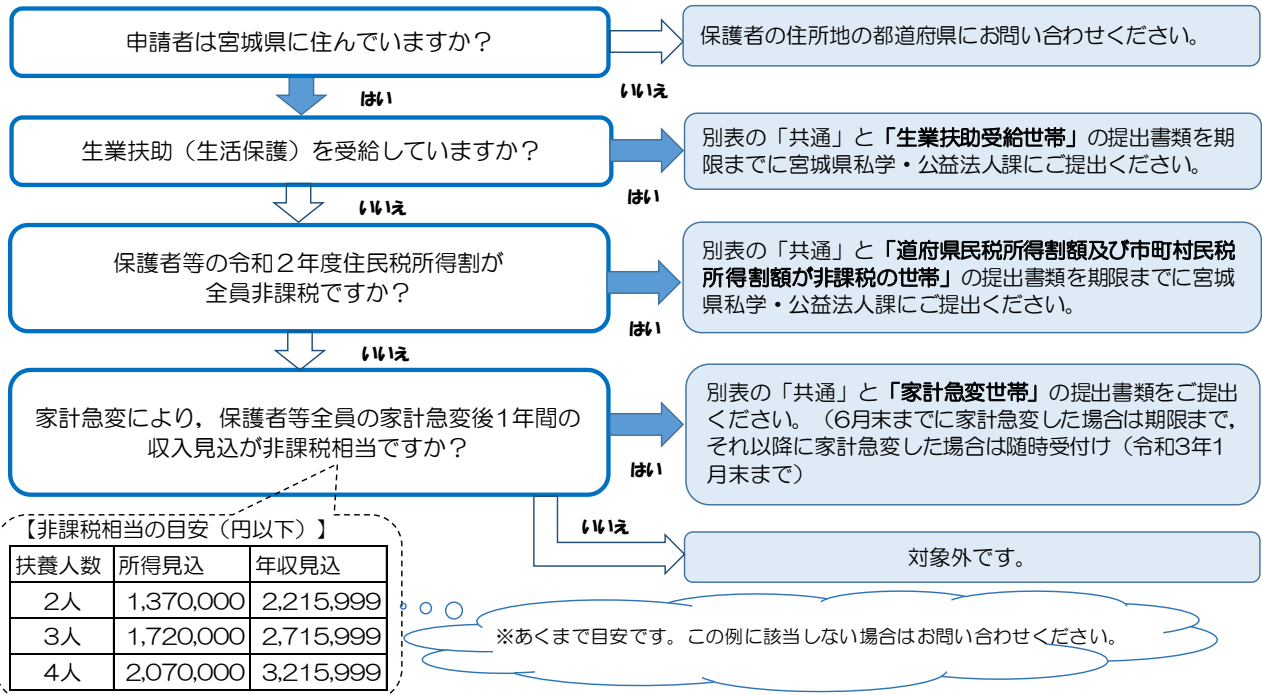 申請者は宮城県に住んでいますか？
保護者の住所地の都道府県にお問い合わせください。
はい
いいえ
生業扶助（生活保護）を受給していますか？
別表の「共通」と「生業扶助受給世帯」の提出書類を期
限までに宮城県私学・公益法人課にご提出ください。
いいえ
はい
保護者等の令和２年度住民税所得割が
全員非課税ですか？
別表の「共通」と「道府県民税所得割額及び市町村民税
所得割額が非課税の世帯」の提出書類を期限までに宮城
県私学・公益法人課にご提出ください。
いいえ
はい
家計急変により，保護者等全員の家計急変後1年間の
収入見込が非課税相当ですか？
別表の「共通」と「家計急変世帯」の提出書類をご提出
ください。（6月末までに家計急変した場合は期限まで，
それ以降に家計急変した場合は随時受付け（令和3年1
月末まで）
はい
いいえ
対象外です。
【非課税相当の目安（円以下）】
扶養人数 所得見込 年収見込
2人 1,370,000 2,215,999
3人 1,720,000 2,715,999
4人 2,070,000 3,215,999
※あくまで目安です。この例に該当しない場合はお問い合わせください。